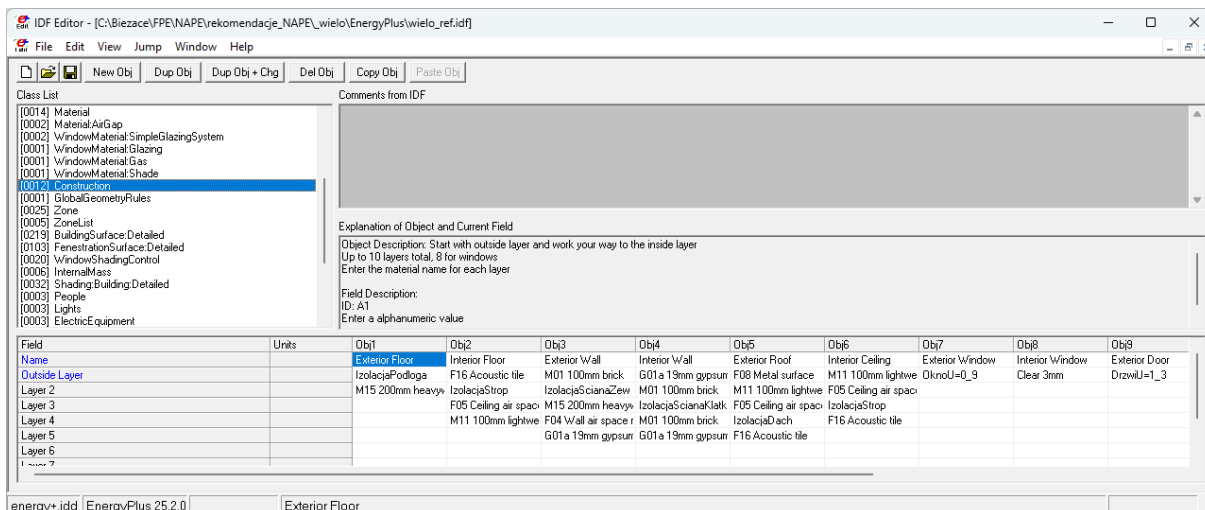 IDF Editor - [C:\Biezace\FPE\NAPE\rekomendacje_NAPE\_wielo\EnergyPlus\wielo_ref.idf]
File Edit View Jump Window Help
New Obj Dup Obj Dup Obj + Chg Del Obj Copy Obj Paste Obj
Class List
[0014] Material
[0002] Material:AirGap
[0002] WindowMaterial:SimpleGlazingSystem
[0001] WindowMaterial:Glazing
[0001] WindowMaterial:Gas
[0001] WindowMaterial:Shade
[0012] Construction
[0001] GlobalGeometryRules
[0025] Zone
[0005] ZoneList
[0219] BuildingSurface:Detailed
[0103] FenestrationSurface:Detailed
[0020] WindowShadingControl
[0006] InternalMass
[0032] Shading:Building:Detailed
[0003] People
[0003] Lights
[0003] ElectricEquipment
Comments from IDF
Explanation of Object and Current Field
Object Description: Start with outside layer and work your way to the inside layer
Up to 10 layers total, 8 for windows
Enter the material name for each layer
Field Description:
ID: A1
Enter a alphanumeric value
Field Units Obj1 Obj2 Obj3 Obj4 Obj5 Obj6 Obj7 Obj8 Obj9
Name Exterior Floor Interior Floor Exterior Wall Interior Wall Exterior Roof Interior Ceiling Exterior Window Interior Window Exterior Door
Outside Layer IzolacjaPodloga F16 Acoustic tile M01 100mm brick G01a 19mm gypsum F08 Metal surface M11 100mm lightwe OknoU=0_9 Clear 3mm DrzwiU=1_3
Layer 2 M15 200mm heavyw IzolacjaStrop IzolacjaScianaZew M01 100mm brick M11 100mm lightwe F05 Ceiling air spac
Layer 3 F05 Ceiling air spac M15 200mm heavyw IzolacjaScianaKlatk F05 Ceiling air spac IzolacjaStrop
Layer 4 M11 100mm lightwe F04 Wall air space r M01 100mm brick IzolacjaDach F16 Acoustic tile
Layer 5 G01a 19mm gypsum G01a 19mm gypsum F16 Acoustic tile
Layer 6
Layer 7
energy+.idd EnergyPlus 25.2.0 Exterior Floor